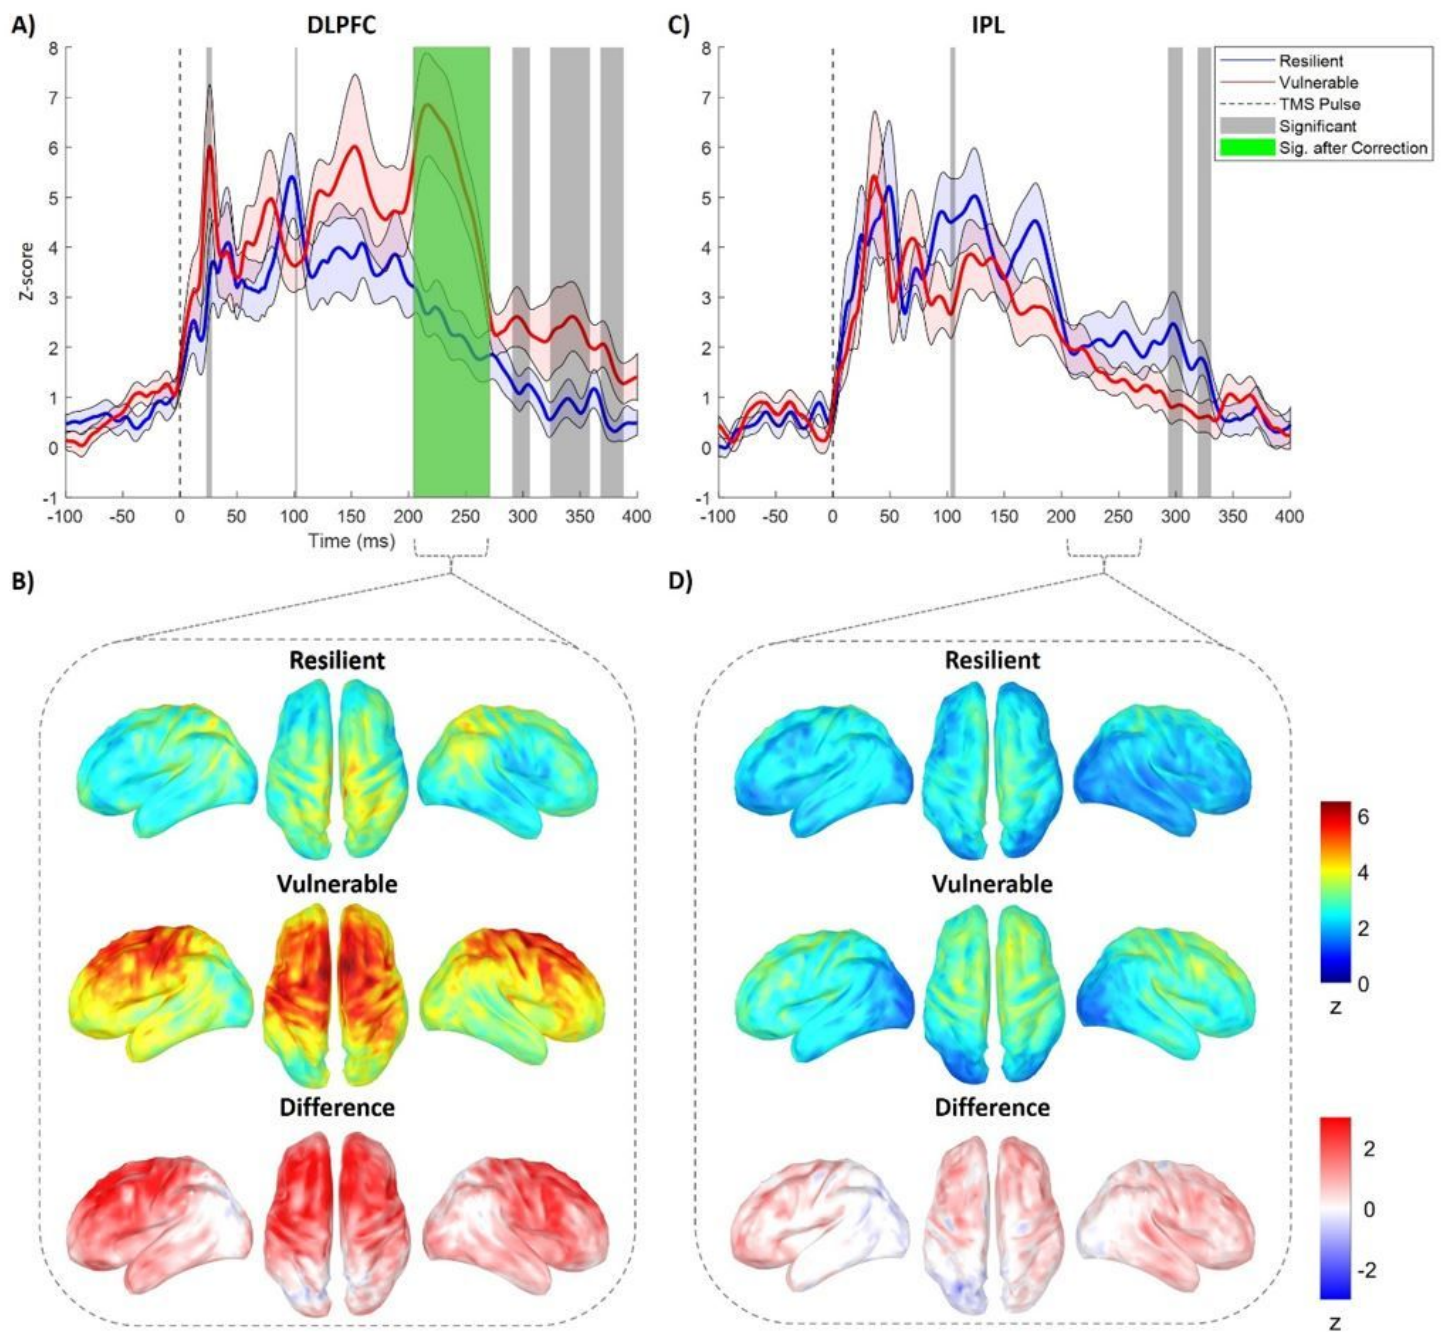 A)
DLPFC
8
7
6
5
4
3
2
1
0
-1
Z-score
-100 -50 0 50 100 150 200 250 300 350 400
Time (ms)
C)
IPL
8
7
6
5
4
3
2
1
0
-1
-100 -50 0 50 100 150 200 250 300 350 400
Resilient
Vulnerable
TMS Pulse
Significant
Sig. after Correction
B)
Resilient
Vulnerable
Difference
D)
Resilient
Vulnerable
Difference
6
4
2
0
z
2
0
-2
z